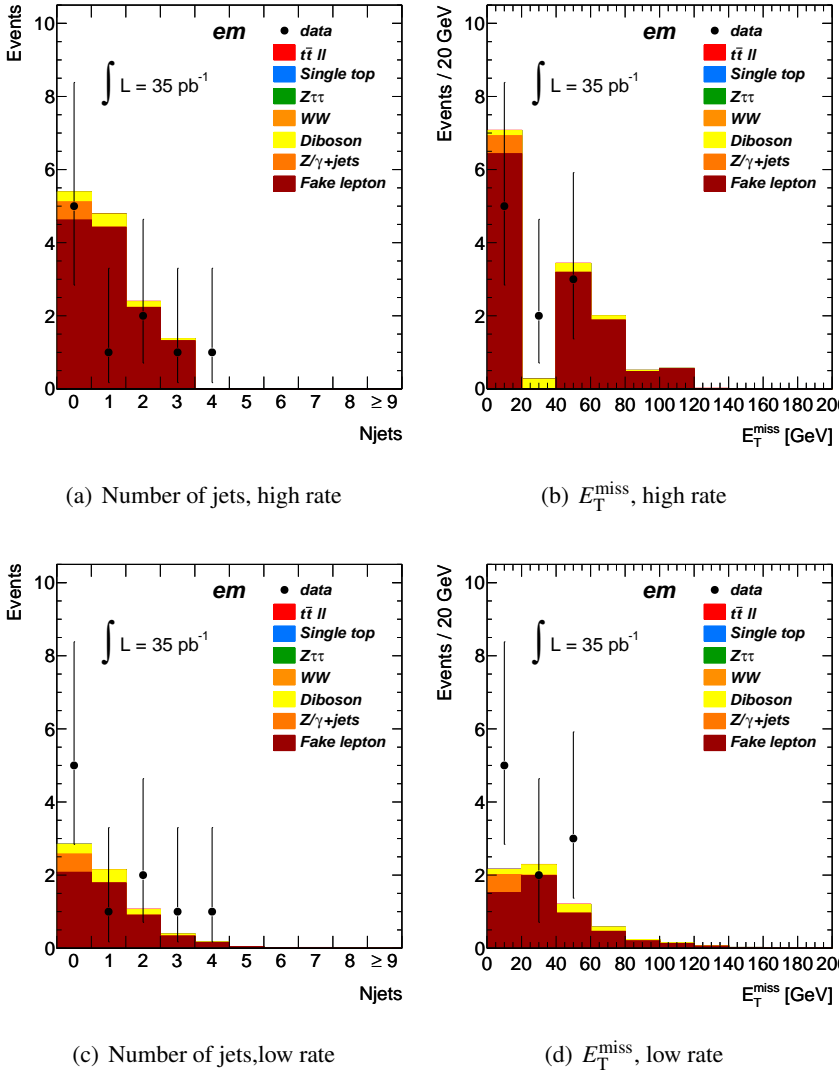 Events
10
8
6
4
2
0
em
∫ L = 35 pb⁻¹
data
tt̄ ll
Single top
Zττ
WW
Diboson
Z/γ+jets
Fake lepton
0 1 2 3 4 5 6 7 8 ≥ 9
Njets
(a) Number of jets, high rate
Events / 20 GeV
10
8
6
4
2
0
em
∫ L = 35 pb⁻¹
data
tt̄ ll
Single top
Zττ
WW
Diboson
Z/γ+jets
Fake lepton
0 20 40 60 80 100 120 140 160 180 200
E_T^miss [GeV]
(b) E_T^miss, high rate
Events
10
8
6
4
2
0
em
∫ L = 35 pb⁻¹
data
tt̄ ll
Single top
Zττ
WW
Diboson
Z/γ+jets
Fake lepton
0 1 2 3 4 5 6 7 8 ≥ 9
Njets
(c) Number of jets,low rate
Events / 20 GeV
10
8
6
4
2
0
em
∫ L = 35 pb⁻¹
data
tt̄ ll
Single top
Zττ
WW
Diboson
Z/γ+jets
Fake lepton
0 20 40 60 80 100 120 140 160 180 200
E_T^miss [GeV]
(d) E_T^miss, low rate